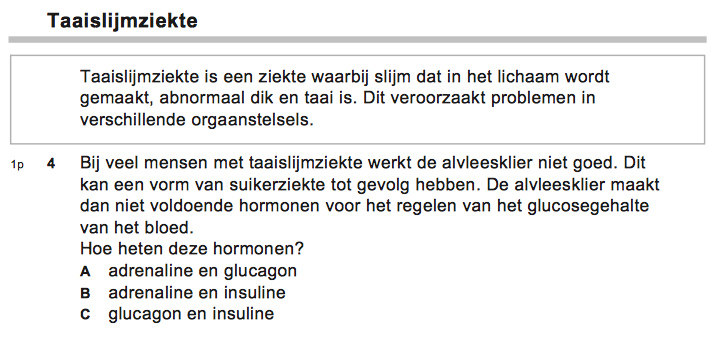 Taaislijmziekte
Taaislijmziekte is een ziekte waarbij slijm dat in het lichaam wordt
gemaakt, abnormaal dik en taai is. Dit veroorzaakt problemen in
verschillende orgaanstelsels.
1p 4 Bij veel mensen met taaislijmziekte werkt de alvleesklier niet goed. Dit
kan een vorm van suikerziekte tot gevolg hebben. De alvleesklier maakt
dan niet voldoende hormonen voor het regelen van het glucosegehalte
van het bloed.
Hoe heten deze hormonen?
A adrenaline en glucagon
B adrenaline en insuline
C glucagon en insuline